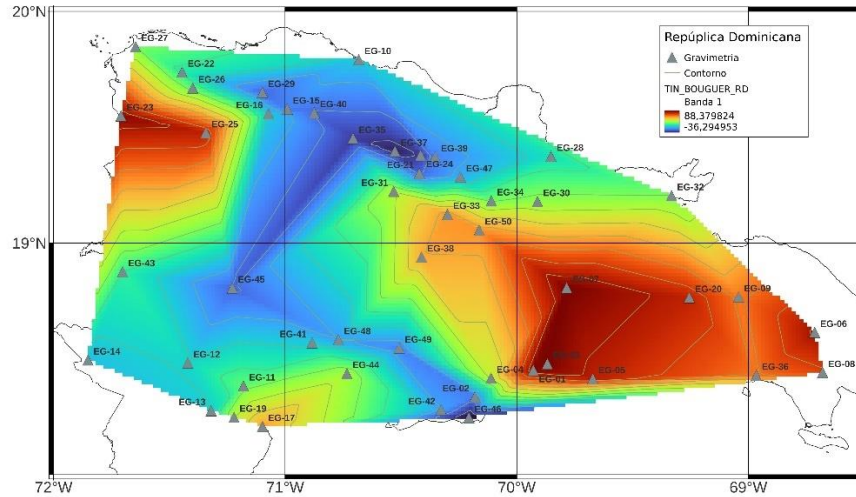 20°N
EG-27
EG-10
EG-22
EG-26
EG-29
EG-23
EG-16
EG-15
EG-40
EG-25
EG-35
EG-37
EG-39
EG-21
EG-24
EG-28
EG-47
EG-31
EG-34
EG-30
EG-32
EG-33
EG-50
19°N
EG-38
EG-43
EG-45
EG-20
EG-09
EG-06
EG-41
EG-48
EG-49
EG-14
EG-12
EG-44
EG-04
EG-01
EG-05
EG-36
EG-08
EG-11
EG-02
EG-13
EG-19
EG-42
EG-46
EG-17
72°W
71°W
70°W
69°W
República Dominicana
Gravimetria
Contorno
TIN_BOUGUER_RD
Banda 1
88,379824
-36,294953